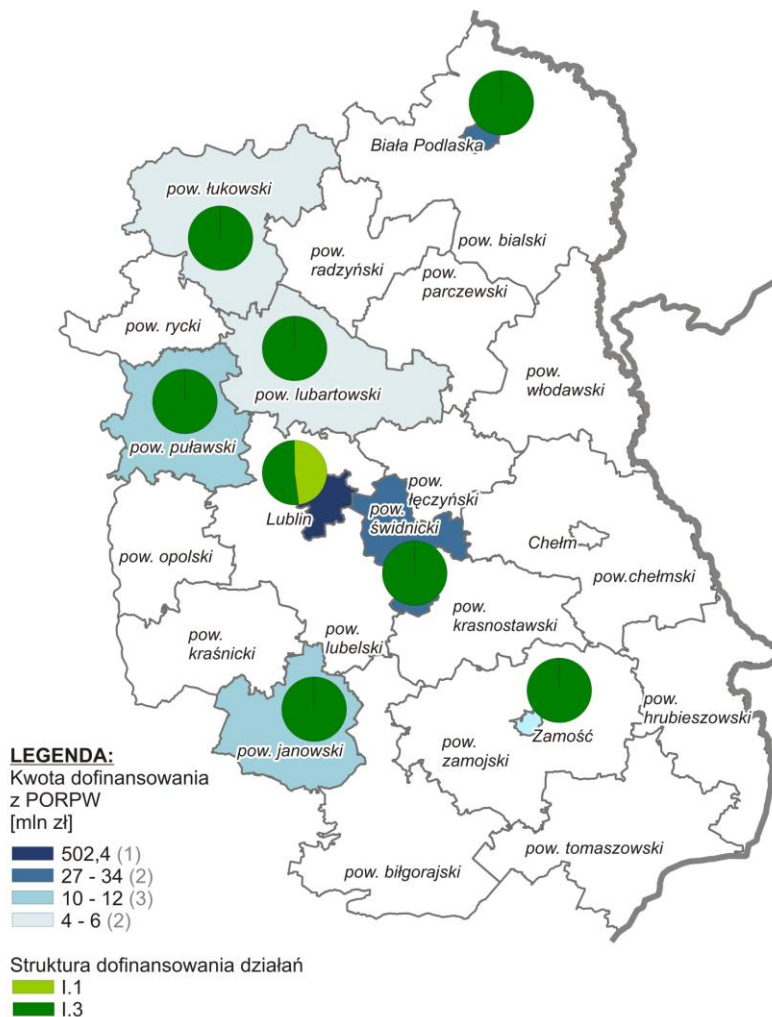 Biała Podlaska
pow. łukowski
pow. bialski
pow.
radzyński
pow.
parczewski
pow. rycki
pow.
włodawski
pow. lubartowski
pow. puławski
pow.
łęczyński
pow.
świdnicki
Lublin
Chełm
pow. opolski
pow.chełmski
pow.
krasnostawski
pow.
lubelski
pow.
kraśnicki
pow.
hrubieszowski
Zamość
pow. janowski
pow.
zamojski
pow. tomaszowski
pow. biłgorajski
LEGENDA:
Kwota dofinansowania
z PORPW
[mln zł]
502,4 (1)
27 - 34 (2)
10 - 12 (3)
4 - 6 (2)
Struktura dofinansowania działań
I.1
I.3